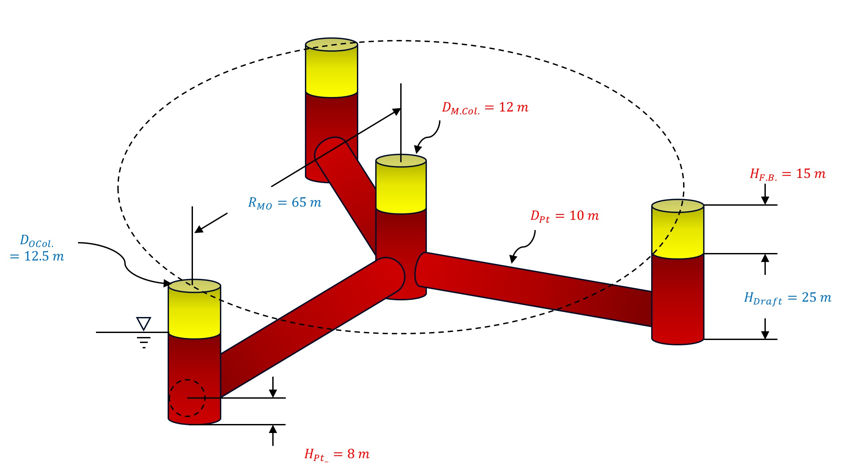 D_{M.Col.} = 12 m
H_{F.B.} = 15 m
R_{MO} = 65 m
D_{Pt} = 10 m
D_{OCol.}
= 12.5 m
H_{Draft} = 25 m
H_{Pt_} = 8 m